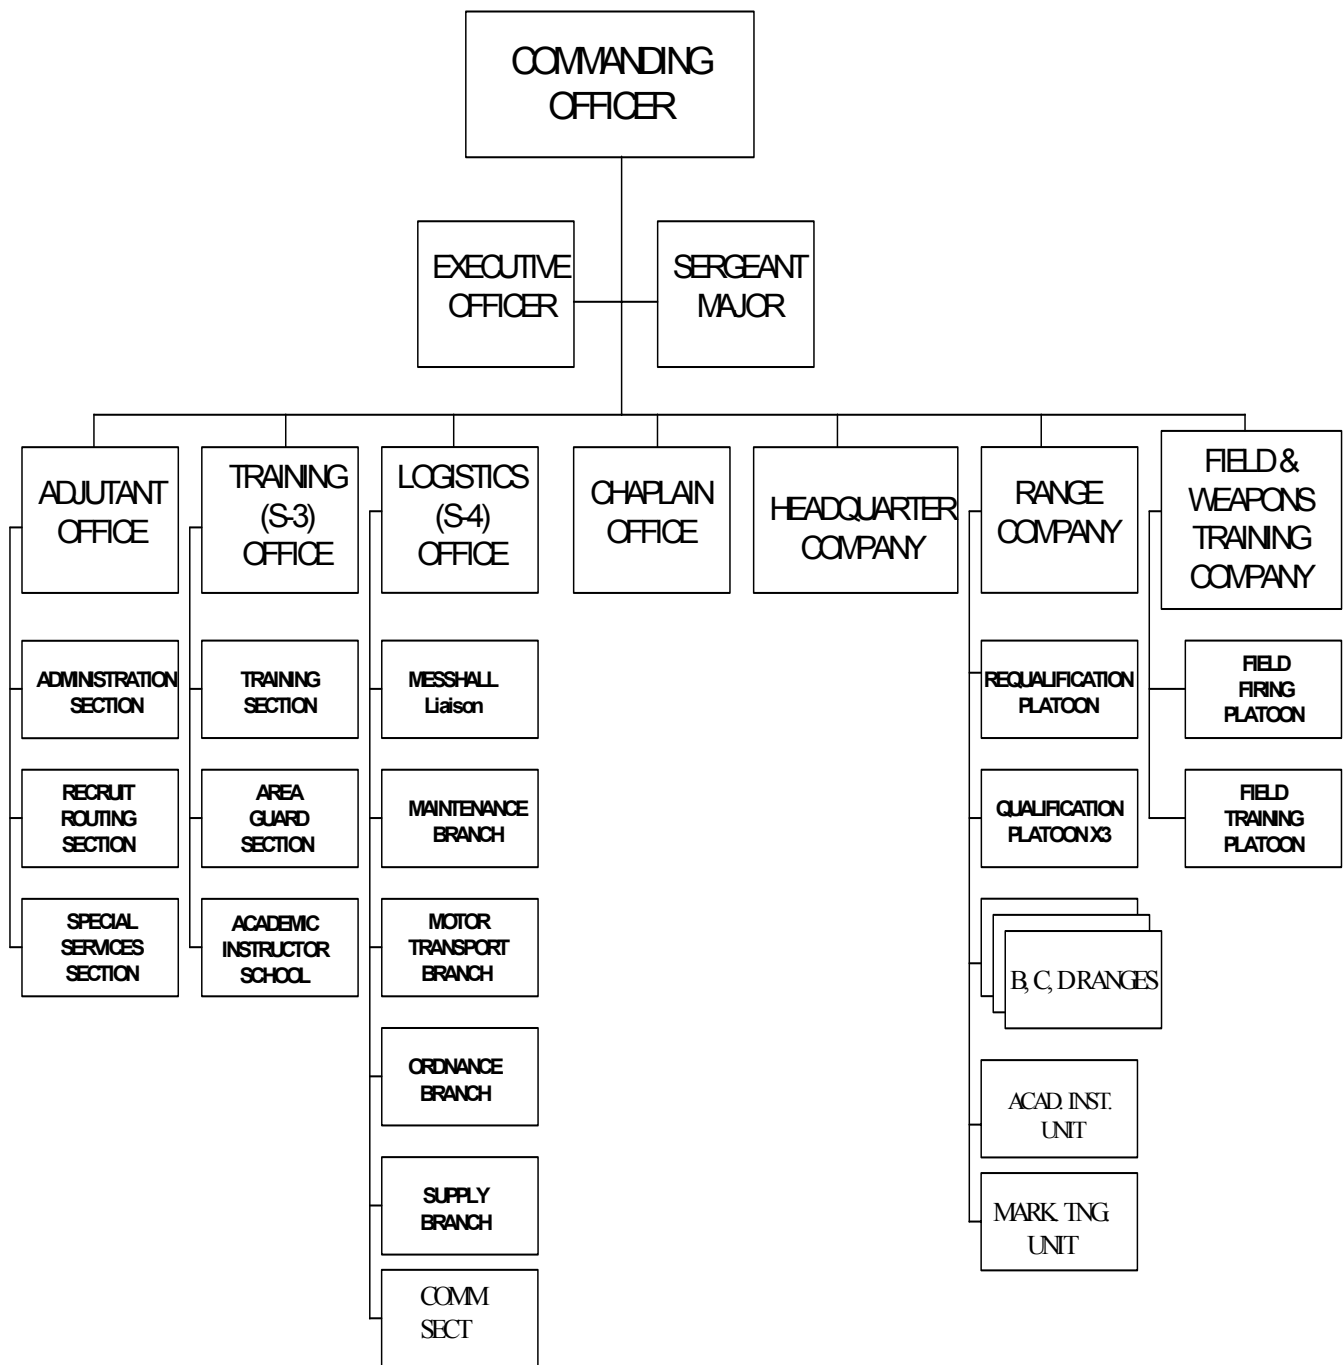 COMMANDING
OFFICER
EXECUTIVE
OFFICER
SERGEANT
MAJOR
ADJUTANT
OFFICE
TRAINING
(S-3)
OFFICE
LOGISTICS
(S-4)
OFFICE
CHAPLAIN
OFFICE
HEADQUARTER
COMPANY
RANGE
COMPANY
FIELD &
WEAPONS
TRAINING
COMPANY
ADMINISTRATION
SECTION
TRAINING
SECTION
MESSHALL
Liaison
REQUALIFICATION
PLATOON
FIELD
FIRING
PLATOON
RECRUIT
ROUTING
SECTION
AREA
GUARD
SECTION
MAINTENANCE
BRANCH
QUALIFICATION
PLATOON X3
FIELD
TRAINING
PLATOON
SPECIAL
SERVICES
SECTION
ACADEMIC
INSTRUCTOR
SCHOOL
MOTOR
TRANSPORT
BRANCH
B, C, D RANGES
ORDNANCE
BRANCH
ACAD. INST.
UNIT
SUPPLY
BRANCH
MARK. TNG.
UNIT
COMM
SECT